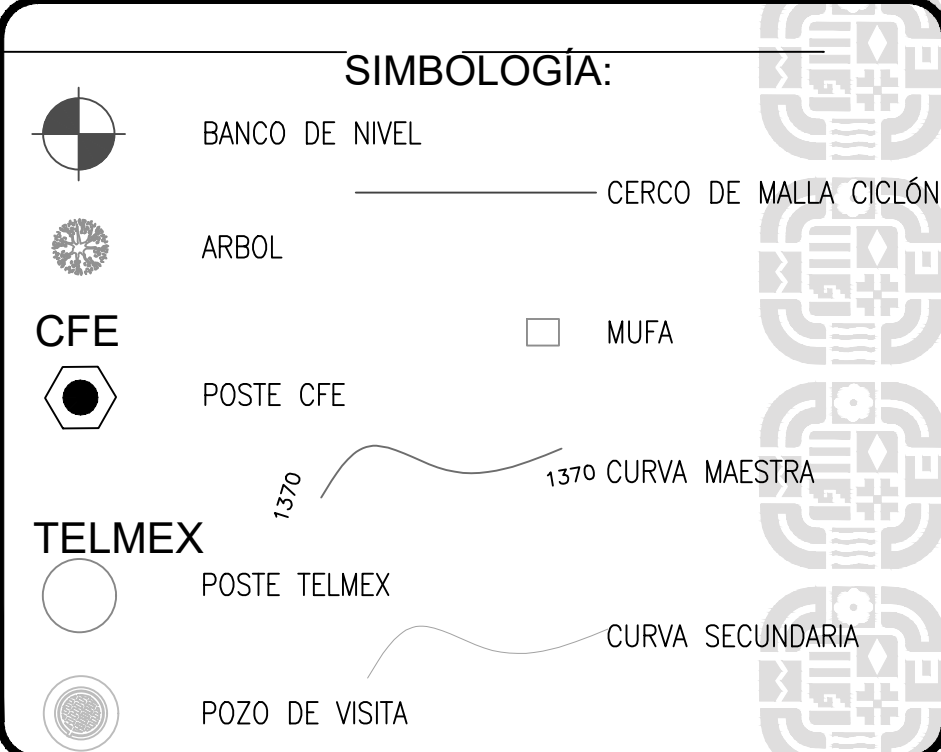 SIMBOLOGÍA:
BANCO DE NIVEL
CERCO DE MALLA CICLÓN
ARBOL
CFE
MUFA
POSTE CFE
1370
1370 CURVA MAESTRA
TELMEX
POSTE TELMEX
CURVA SECUNDARIA
POZO DE VISITA